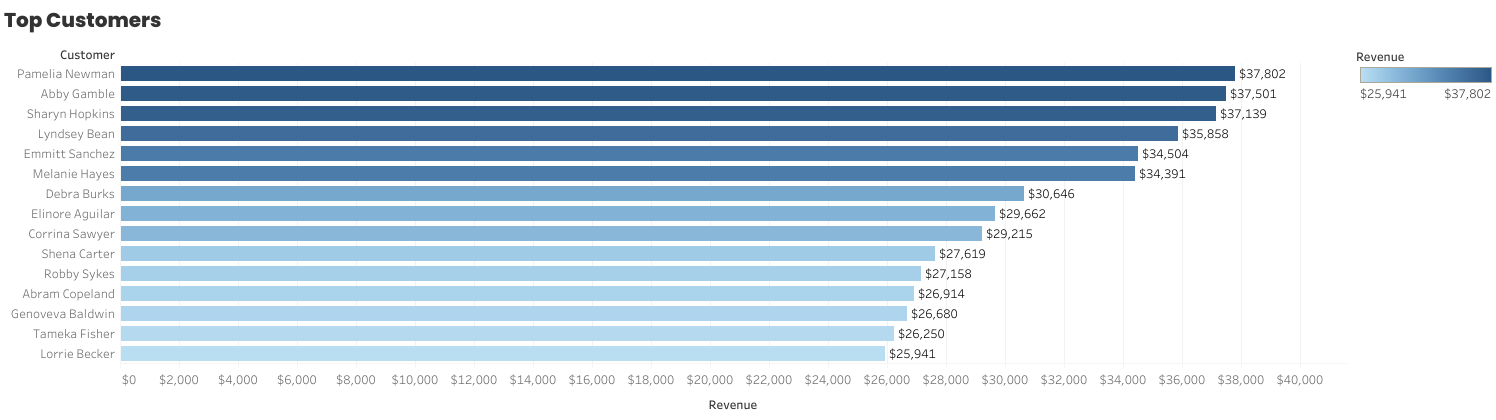 Top Customers
Customer
Revenue
$25,941 $37,802
Pamelia Newman $37,802
Abby Gamble $37,501
Sharyn Hopkins $37,139
Lyndsey Bean $35,858
Emmitt Sanchez $34,504
Melanie Hayes $34,391
Debra Burks $30,646
Elinore Aguilar $29,662
Corrina Sawyer $29,215
Shena Carter $27,619
Robby Sykes $27,158
Abram Copeland $26,914
Genoveva Baldwin $26,680
Tameka Fisher $26,250
Lorrie Becker $25,941
$0 $2,000 $4,000 $6,000 $8,000 $10,000 $12,000 $14,000 $16,000 $18,000 $20,000 $22,000 $24,000 $26,000 $28,000 $30,000 $32,000 $34,000 $36,000 $38,000 $40,000
Revenue